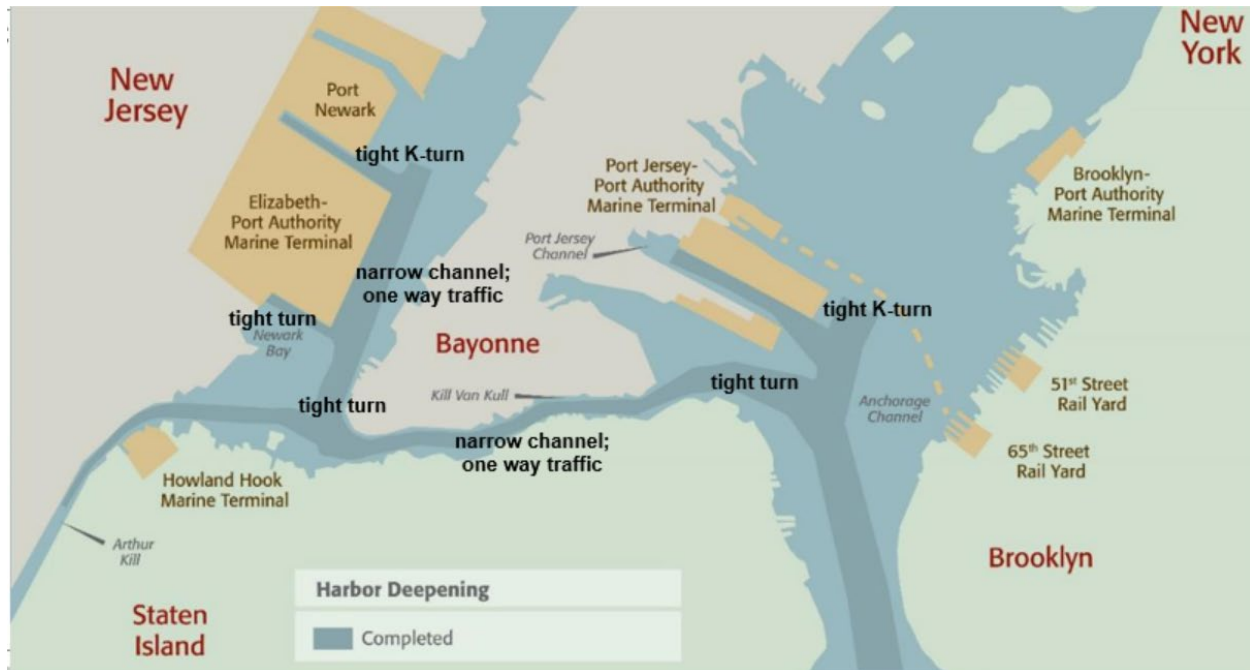 New
Jersey
Port
Newark
tight K-turn
Elizabeth-
Port Authority
Marine Terminal
narrow channel;
one way traffic
tight turn
Newark
Bay
tight turn
Bayonne
Kill Van Kull
narrow channel;
one way traffic
Howland Hook
Marine Terminal
Arthur
Kill
Staten
Island
Port Jersey-
Port Authority
Marine Terminal
Port Jersey
Channel
tight K-turn
tight turn
Anchorage
Channel
New
York
Brooklyn-
Port Authority
Marine Terminal
51st Street
Rail Yard
65th Street
Rail Yard
Brooklyn
Harbor Deepening
Completed